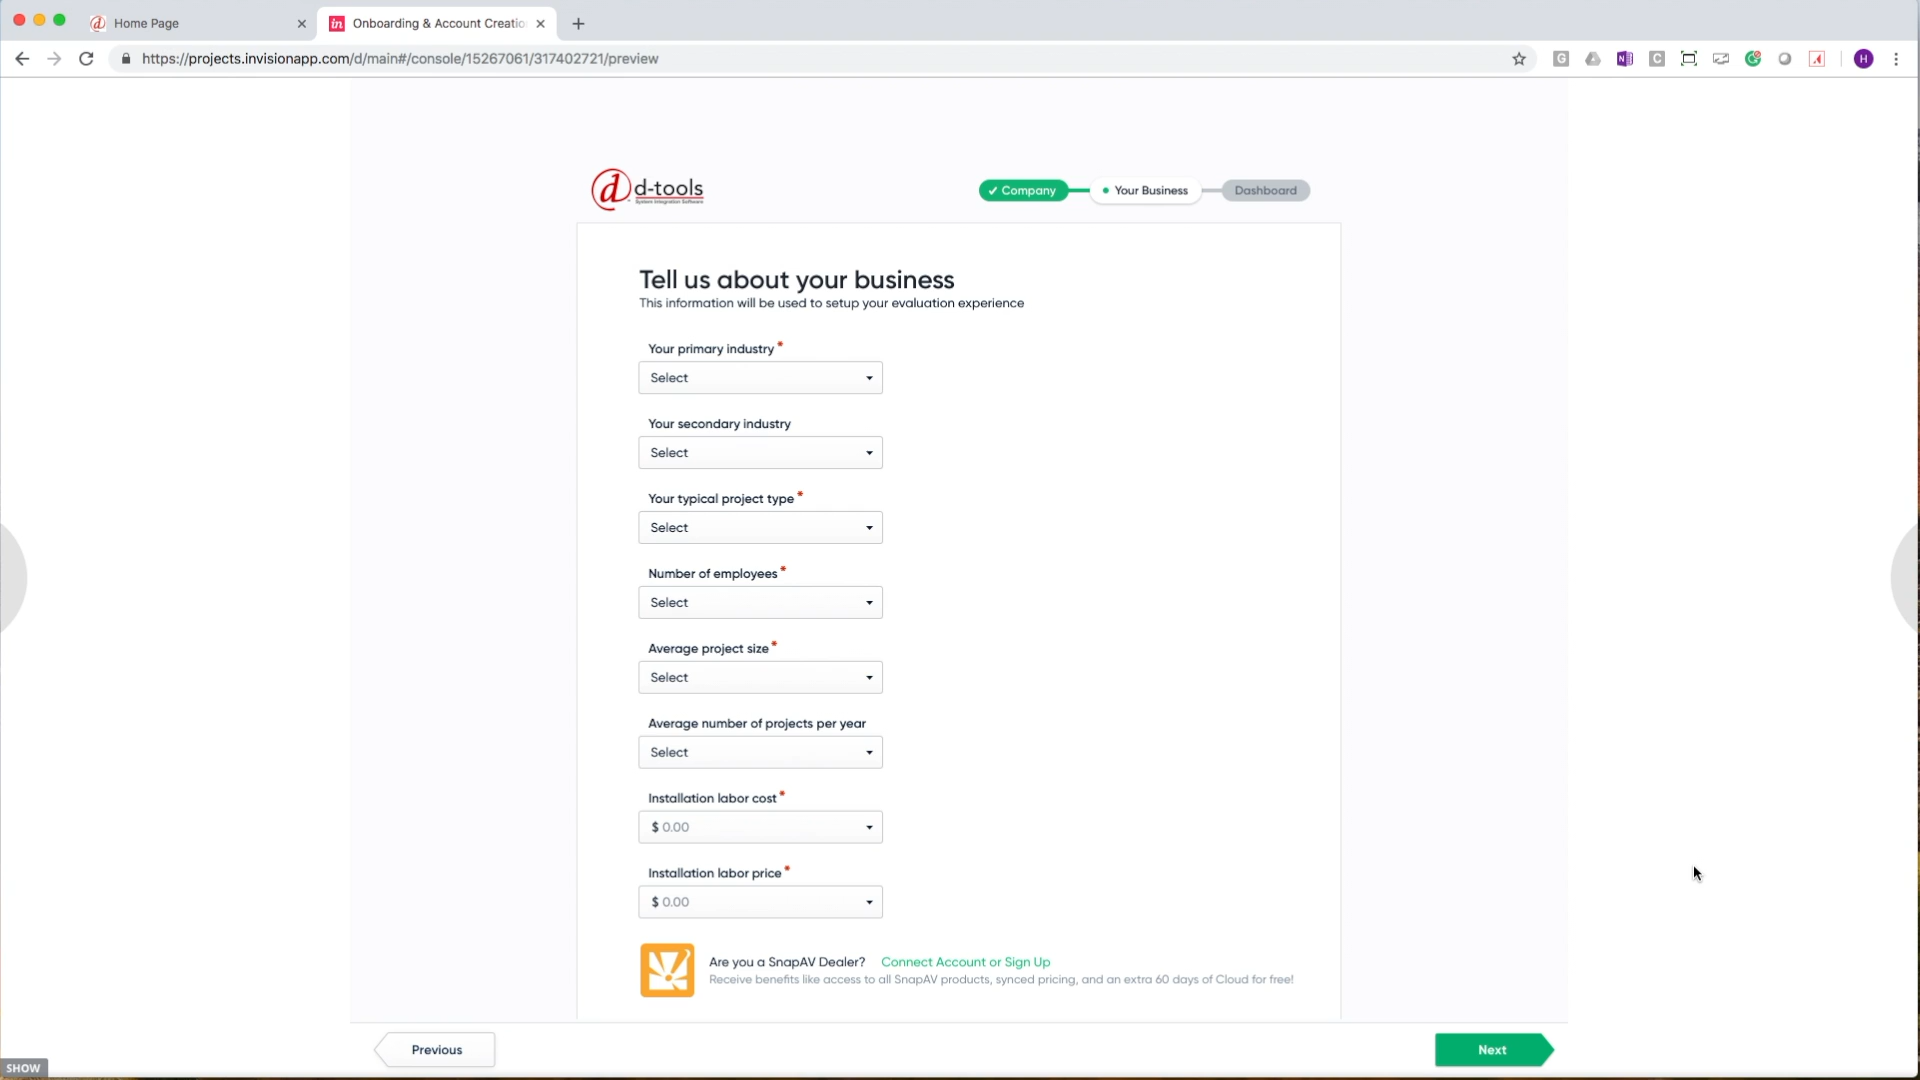 Home Page
Onboarding & Account Creatio
https://projects.invisionapp.com/d/main#/console/15267061/317402721/preview
d-tools
System Integration Software
Company
Your Business
Dashboard
Tell us about your business
This information will be used to setup your evaluation experience
Your primary industry *
Select
Your secondary industry
Select
Your typical project type *
Select
Number of employees *
Select
Average project size *
Select
Average number of projects per year
Select
Installation labor cost *
$ 0.00
Installation labor price *
$ 0.00
Are you a SnapAV Dealer? Connect Account or Sign Up
Receive benefits like access to all SnapAV products, synced pricing, and an extra 60 days of Cloud for free!
Previous
Next
SHOW